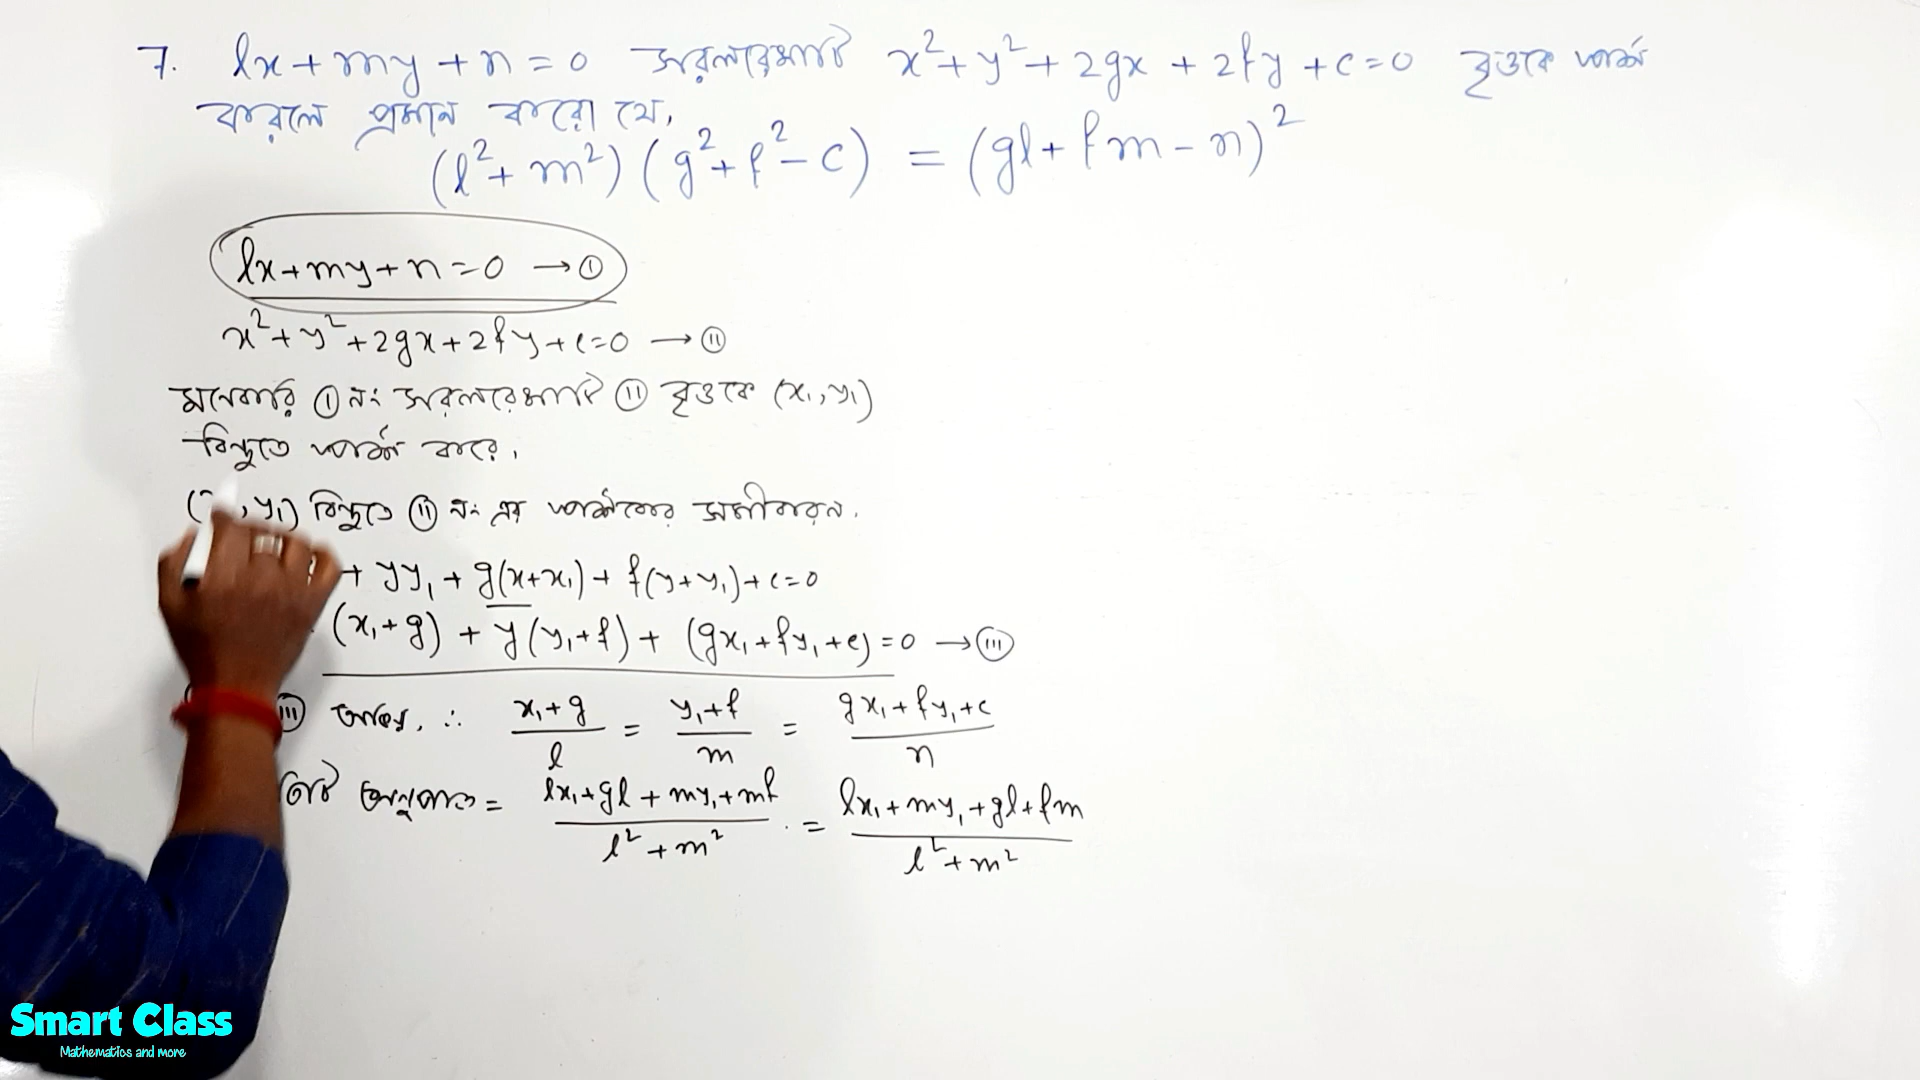 7. lx + my + n = 0 সরলরেখাটি x² + y² + 2gx + 2fy + c = 0 বৃত্তকে স্পর্শ
করলে প্রমান করো যে,
(l² + m²) (g² + f² - c) = (gl + fm - n)²
lx + my + n = 0 → ①
x² + y² + 2gx + 2fy + c = 0 → ⑪
মনেকরি ① নং সরলরেখাটি ⑪ বৃত্তকে (x₁, y₁)
বিন্দুতে স্পর্শ করে।
, y₁) বিন্দুতে ⑪ নং এর স্পর্শকের সমীকরন.
+ yy₁ + g(x + x₁) + f(y + y₁) + c = 0
(x₁ + g) + y(y₁ + f) + (gx₁ + fy₁ + c) = 0 → (iii)
(iii) ∴ (x₁ + g)/l = (y₁ + f)/m = (gx₁ + fy₁ + c)/n
অনুপাত = (lx₁ + gl + my₁ + mf)/(l² + m²) = (lx₁ + my₁ + gl + fm)/(l² + m²)
Smart Class
Mathematics and more